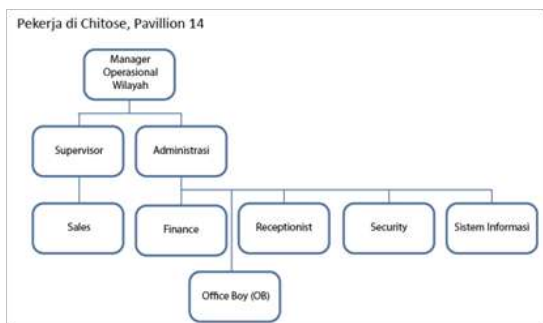 Pekerja di Chitose, Pavillion 14
Manager
Operasional
Wilayah
Supervisor
Administrasi
Sales
Finance
Receptionist
Security
Sistem Informasi
Office Boy (OB)